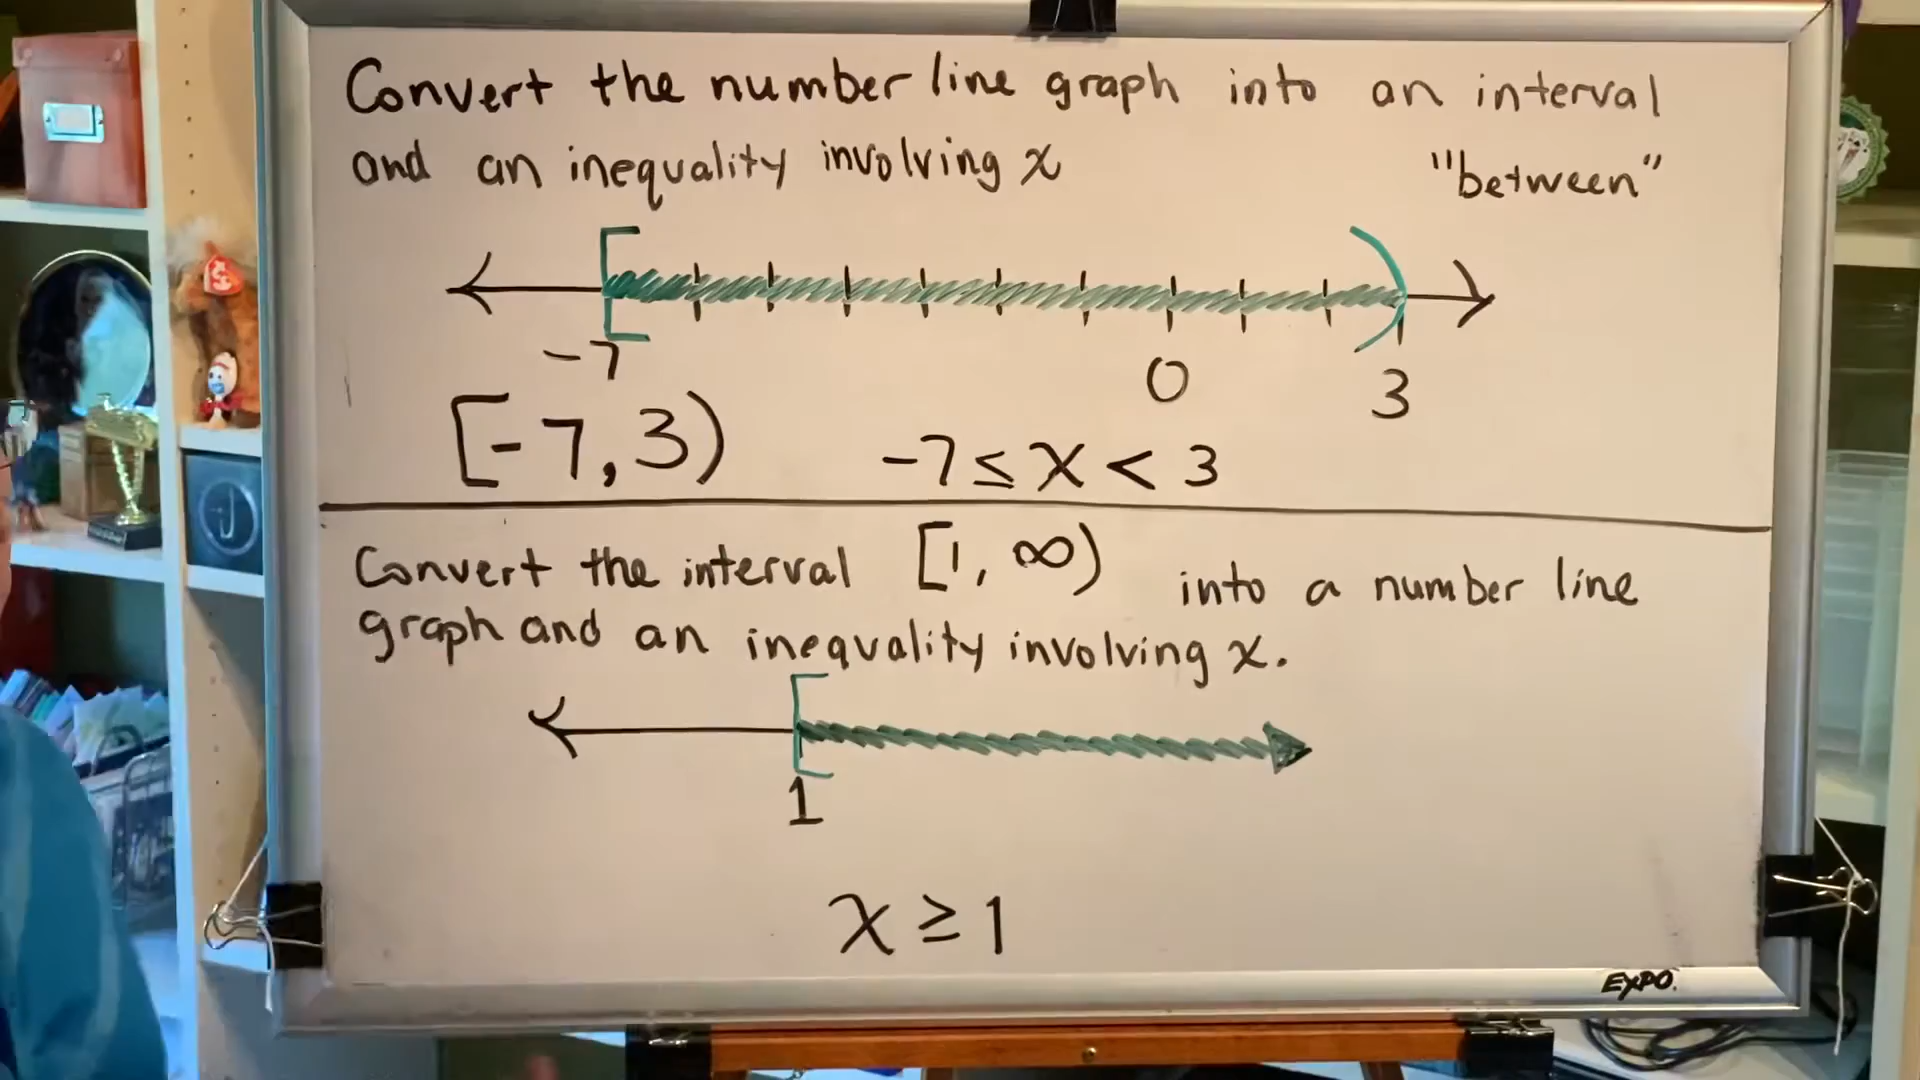 Convert the number line graph into an interval
and an inequality involving x
"between"
-7
0
3
[-7, 3)
-7 ≤ x < 3
Convert the interval [1, ∞) into a number line
graph and an inequality involving x.
1
x ≥ 1
EXPO
J